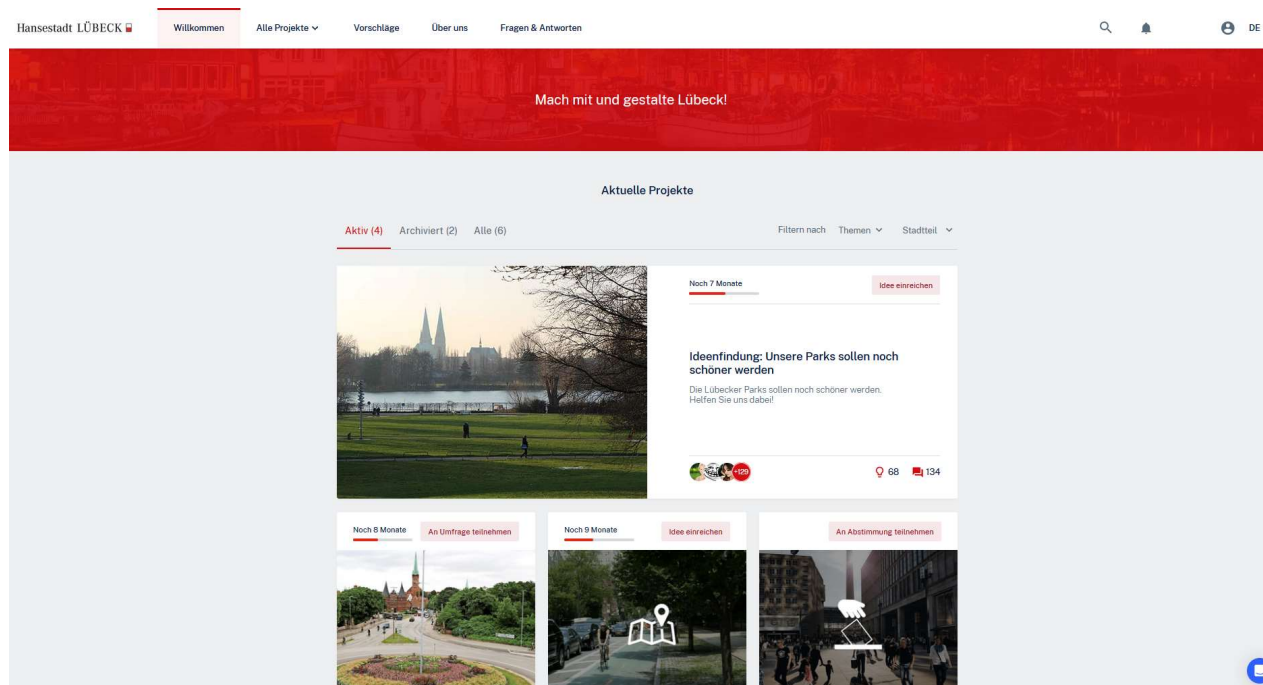 Hansestadt LÜBECK
Willkommen
Alle Projekte
Vorschläge
Über uns
Fragen & Antworten
DE
Mach mit und gestalte Lübeck!
Aktuelle Projekte
Aktiv (4)
Archiviert (2)
Alle (6)
Filtern nach
Themen
Stadtteil
Noch 7 Monate
Idee einreichen
Ideenfindung: Unsere Parks sollen noch
schöner werden
Die Lübecker Parks sollen noch schöner werden.
Helfen Sie uns dabei!
+129
68
134
Noch 8 Monate
An Umfrage teilnehmen
Noch 9 Monate
Idee einreichen
An Abstimmung teilnehmen